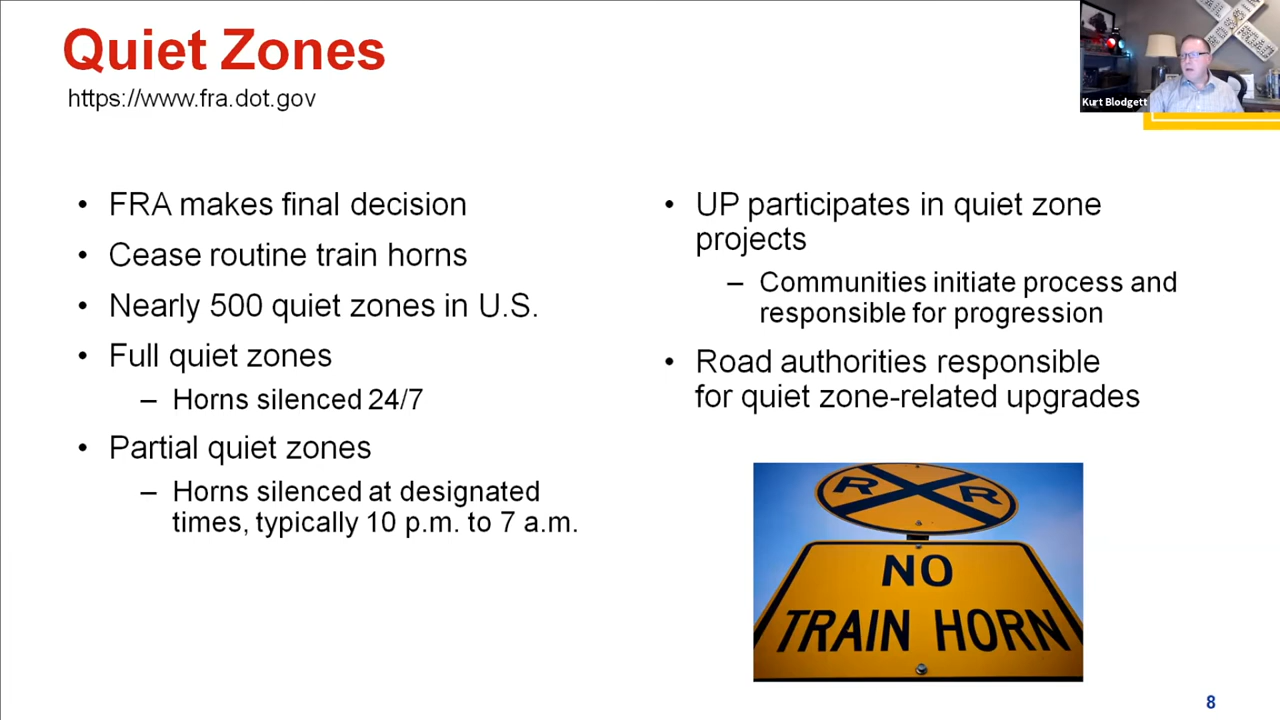 Quiet Zones
https://www.fra.dot.gov
Kurt Blodgett
• FRA makes final decision
• Cease routine train horns
• Nearly 500 quiet zones in U.S.
• Full quiet zones
– Horns silenced 24/7
• Partial quiet zones
– Horns silenced at designated
times, typically 10 p.m. to 7 a.m.
• UP participates in quiet zone
projects
– Communities initiate process and
responsible for progression
• Road authorities responsible
for quiet zone-related upgrades
R R
NO
TRAIN HORN
8